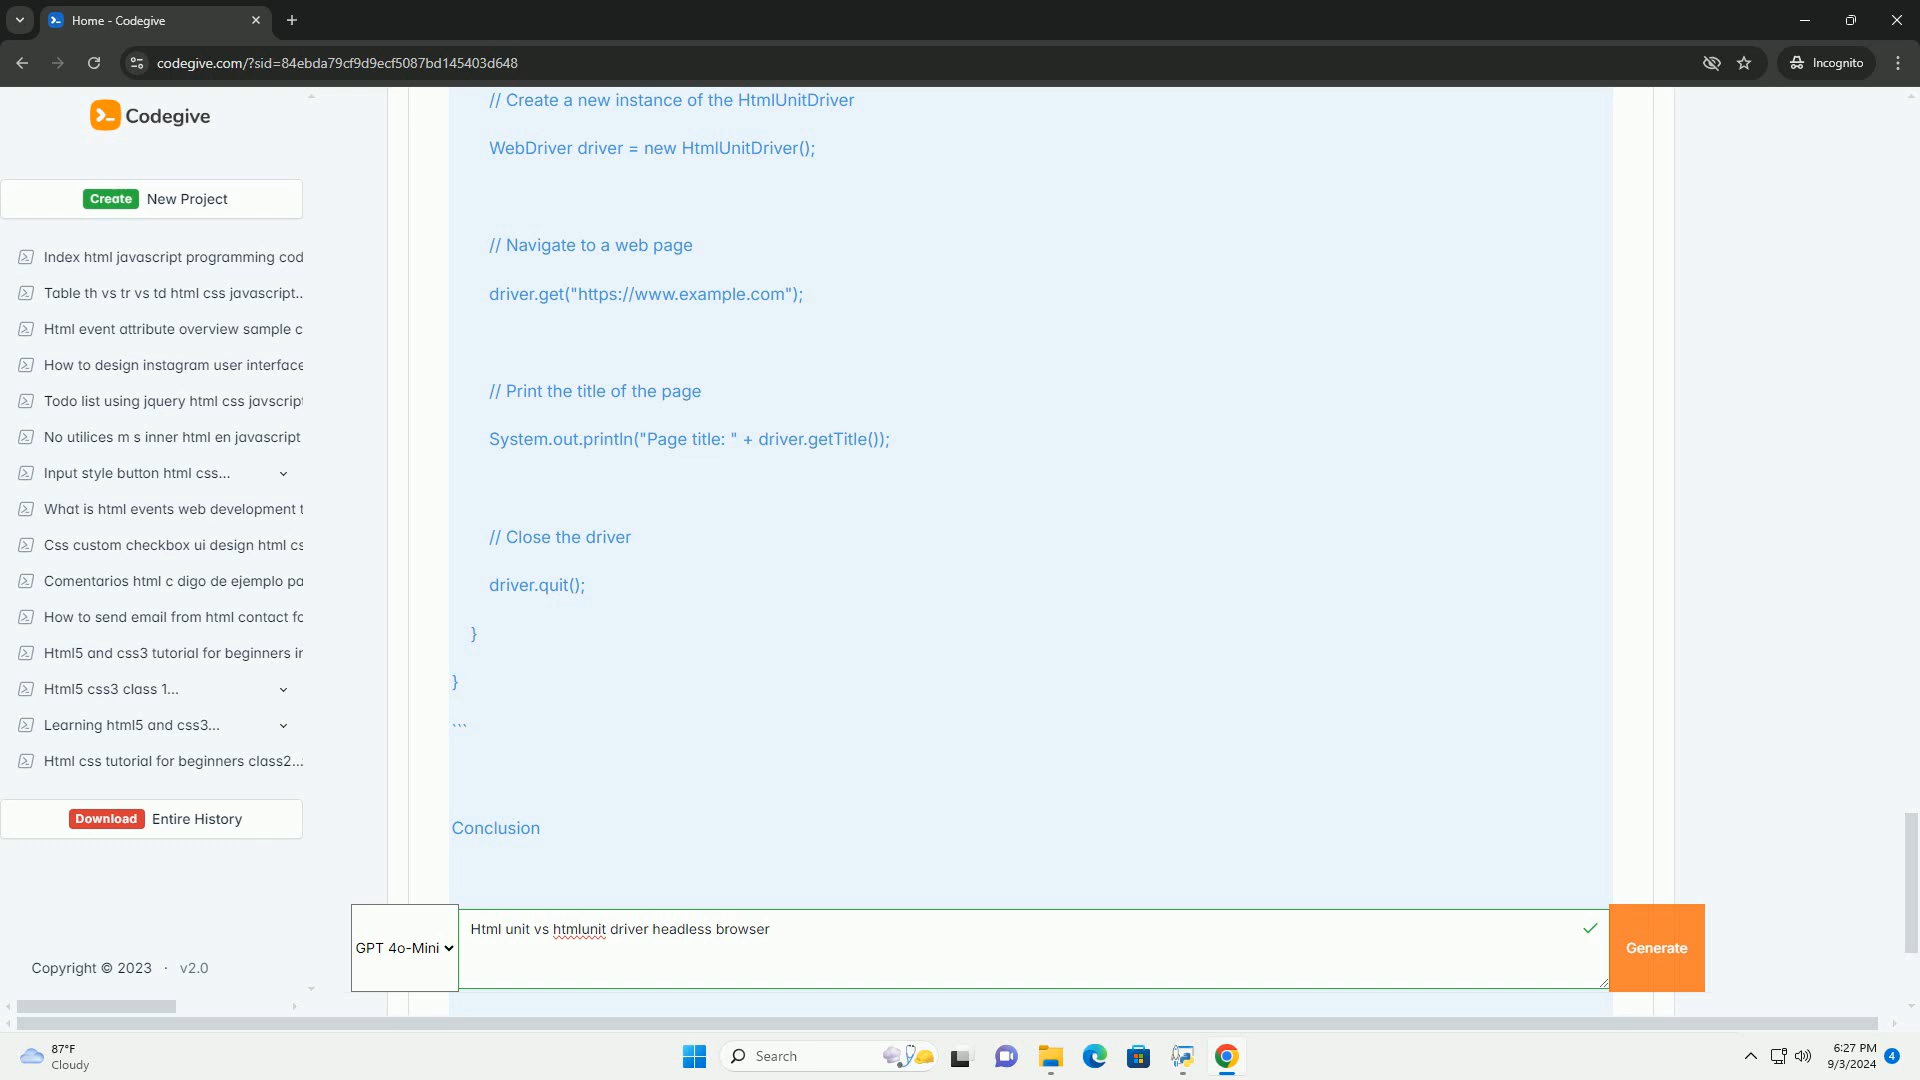 Home - Codegive
codegive.com/?sid=84ebda79cf9d9ecf5087bd145403d648
Incognito
Codegive
Create New Project
Index html javascript programming cod
Table th vs tr vs td html css javascript...
Html event attribute overview sample c
How to design instagram user interface
Todo list using jquery html css javscript
No utilices m s inner html en javascript
Input style button html css...
What is html events web development t
Css custom checkbox ui design html cs
Comentarios html c digo de ejemplo pa
How to send email from html contact fo
Html5 and css3 tutorial for beginners in
Html5 css3 class 1...
Learning html5 and css3...
Html css tutorial for beginners class2...
Download Entire History
Copyright © 2023 · v2.0
// Create a new instance of the HtmlUnitDriver
WebDriver driver = new HtmlUnitDriver();
// Navigate to a web page
driver.get("https://www.example.com");
// Print the title of the page
System.out.println("Page title: " + driver.getTitle());
// Close the driver
driver.quit();
}
}
```
Conclusion
GPT 4o-Mini
Html unit vs htmlunit driver headless browser
Generate
87°F
Cloudy
Search
6:27 PM
9/3/2024
4